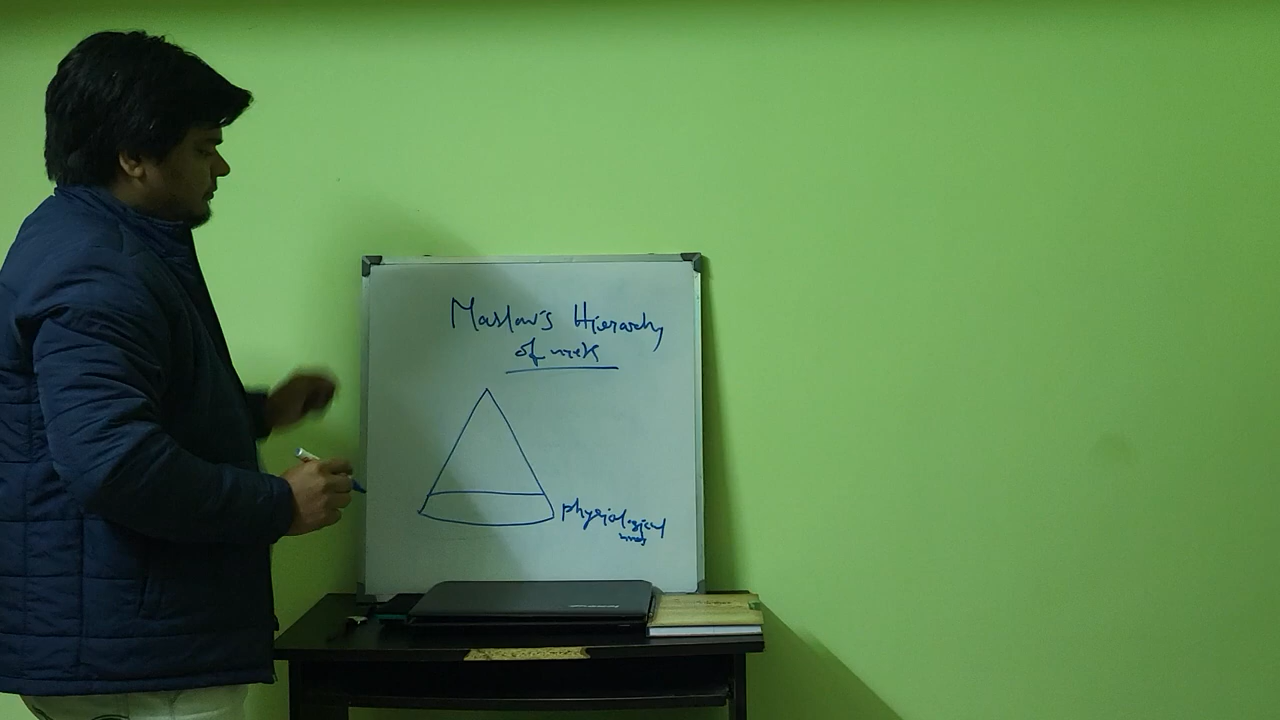 Maslow's Hierarchy
of needs
physiological
needs